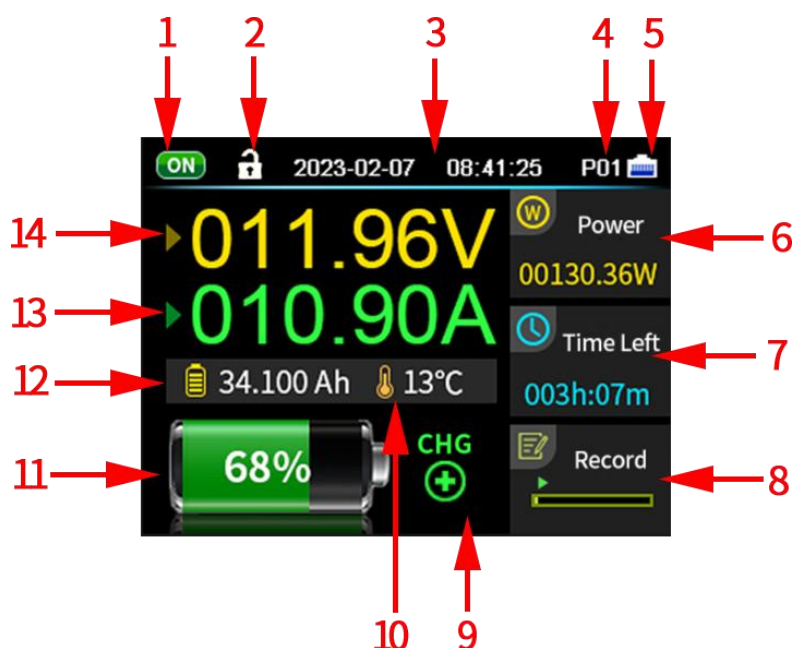 1 2 3 4 5
ON 2023-02-07 08:41:25 P01
14 011.96V Power 6
00130.36W
13 010.90A Time Left 7
12 34.100 Ah 13°C 003h:07m
11 68% CHG Record 8
10 9